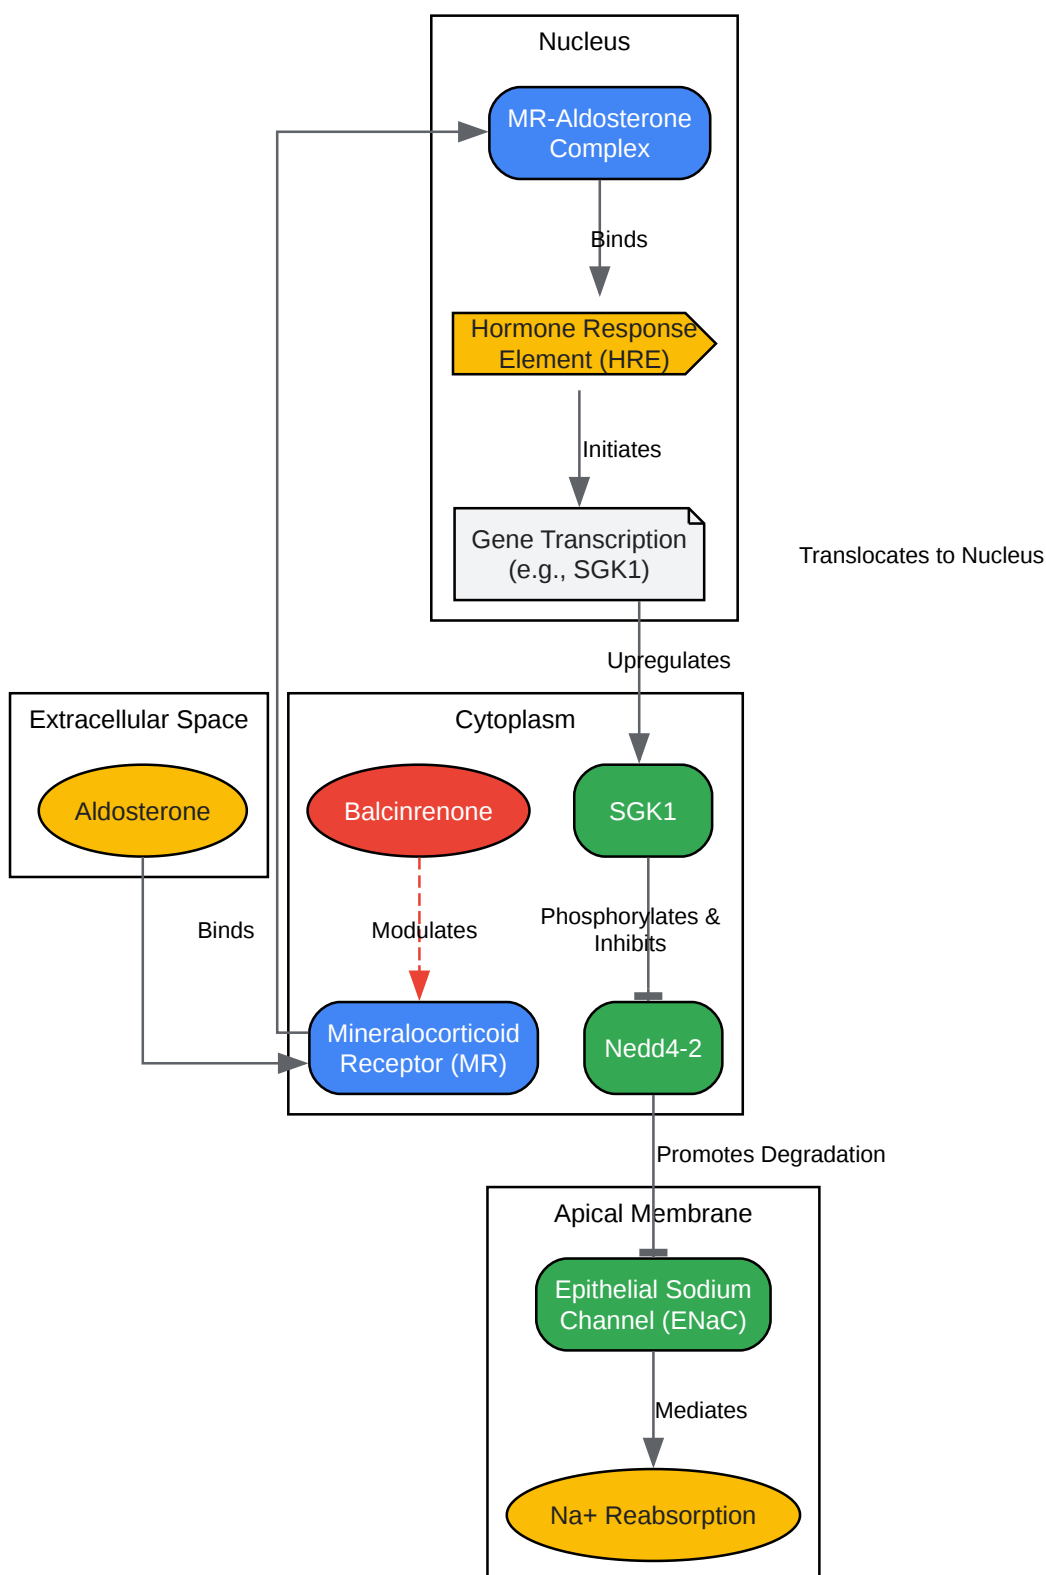 Nucleus
MR-Aldosterone
Complex
Binds
Hormone Response
Element (HRE)
Initiates
Gene Transcription
(e.g., SGK1)
Translocates to Nucleus
Upregulates
Extracellular Space
Cytoplasm
Aldosterone
Balcinrenone
SGK1
Binds
Modulates
Phosphorylates &
Inhibits
Mineralocorticoid
Receptor (MR)
Nedd4-2
Promotes Degradation
Apical Membrane
Epithelial Sodium
Channel (ENaC)
Mediates
Na+ Reabsorption